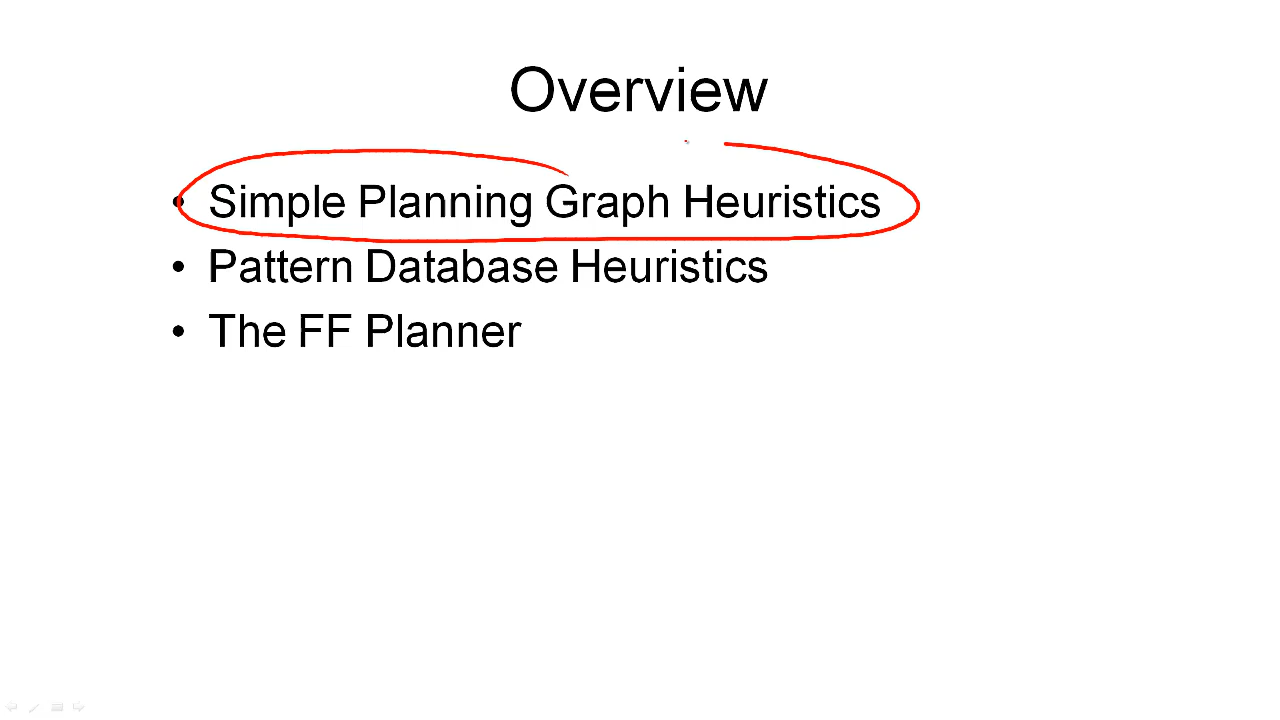 Overview
• Simple Planning Graph Heuristics
• Pattern Database Heuristics
• The FF Planner